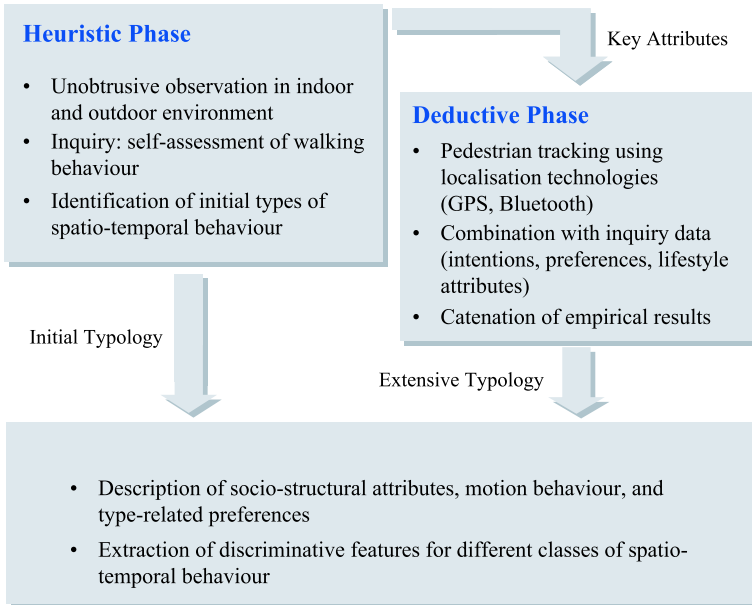 Heuristic Phase
• Unobtrusive observation in indoor
and outdoor environment
• Inquiry: self-assessment of walking
behaviour
• Identification of initial types of
spatio-temporal behaviour
Key Attributes
Deductive Phase
• Pedestrian tracking using
localisation technologies
(GPS, Bluetooth)
• Combination with inquiry data
(intentions, preferences, lifestyle
attributes)
• Catenation of empirical results
Initial Typology
Extensive Typology
• Description of socio-structural attributes, motion behaviour, and
type-related preferences
• Extraction of discriminative features for different classes of spatio-
temporal behaviour